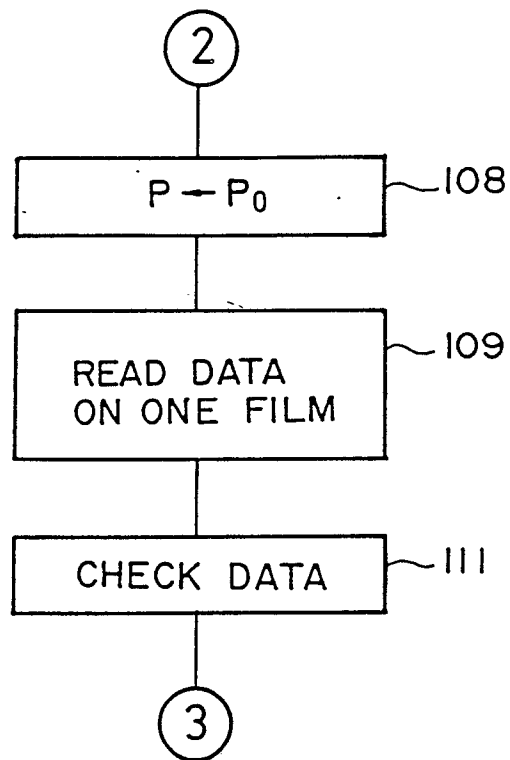 2
P ← P₀
108
READ DATA
ON ONE FILM
109
CHECK DATA
111
3